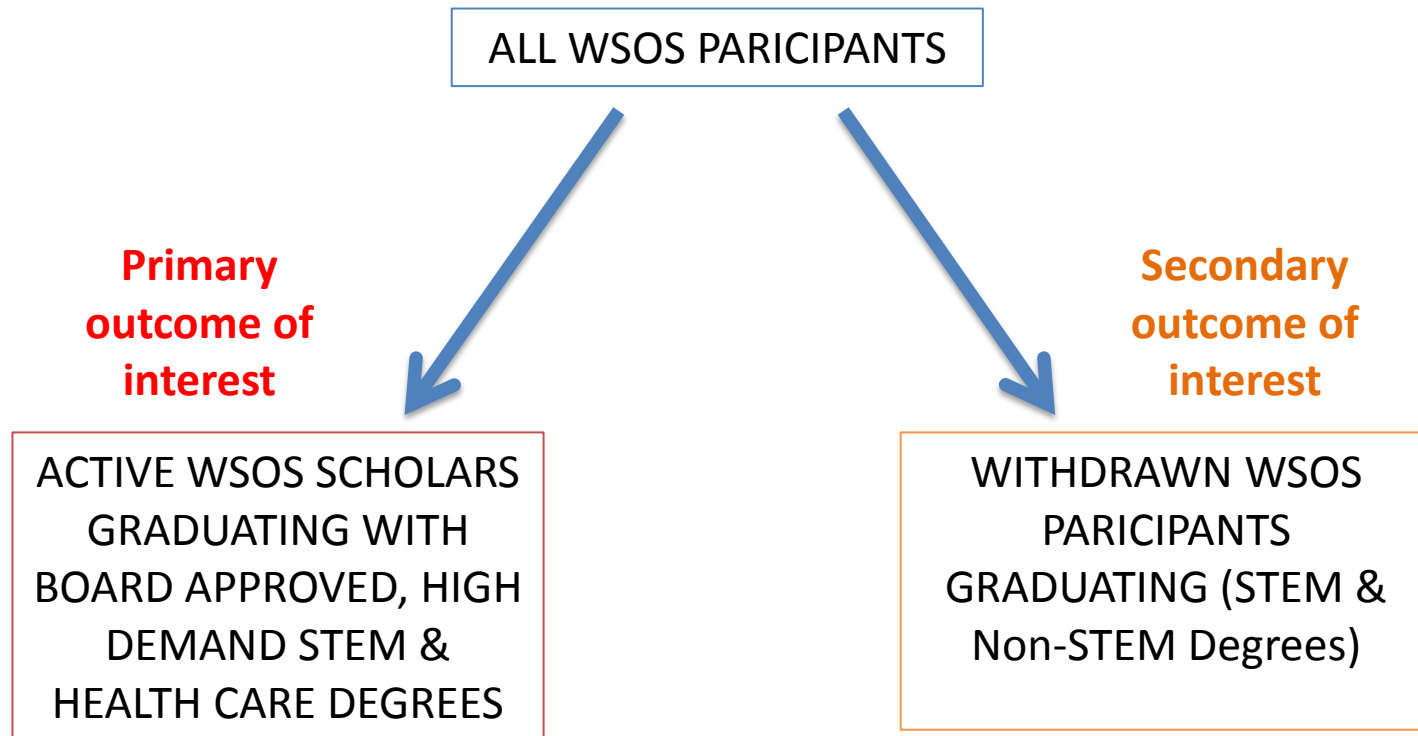 ALL WSOS PARICIPANTS
Primary
outcome of
interest
Secondary
outcome of
interest
ACTIVE WSOS SCHOLARS
GRADUATING WITH
BOARD APPROVED, HIGH
DEMAND STEM &
HEALTH CARE DEGREES
WITHDRAWN WSOS
PARICIPANTS
GRADUATING (STEM &
Non-STEM Degrees)